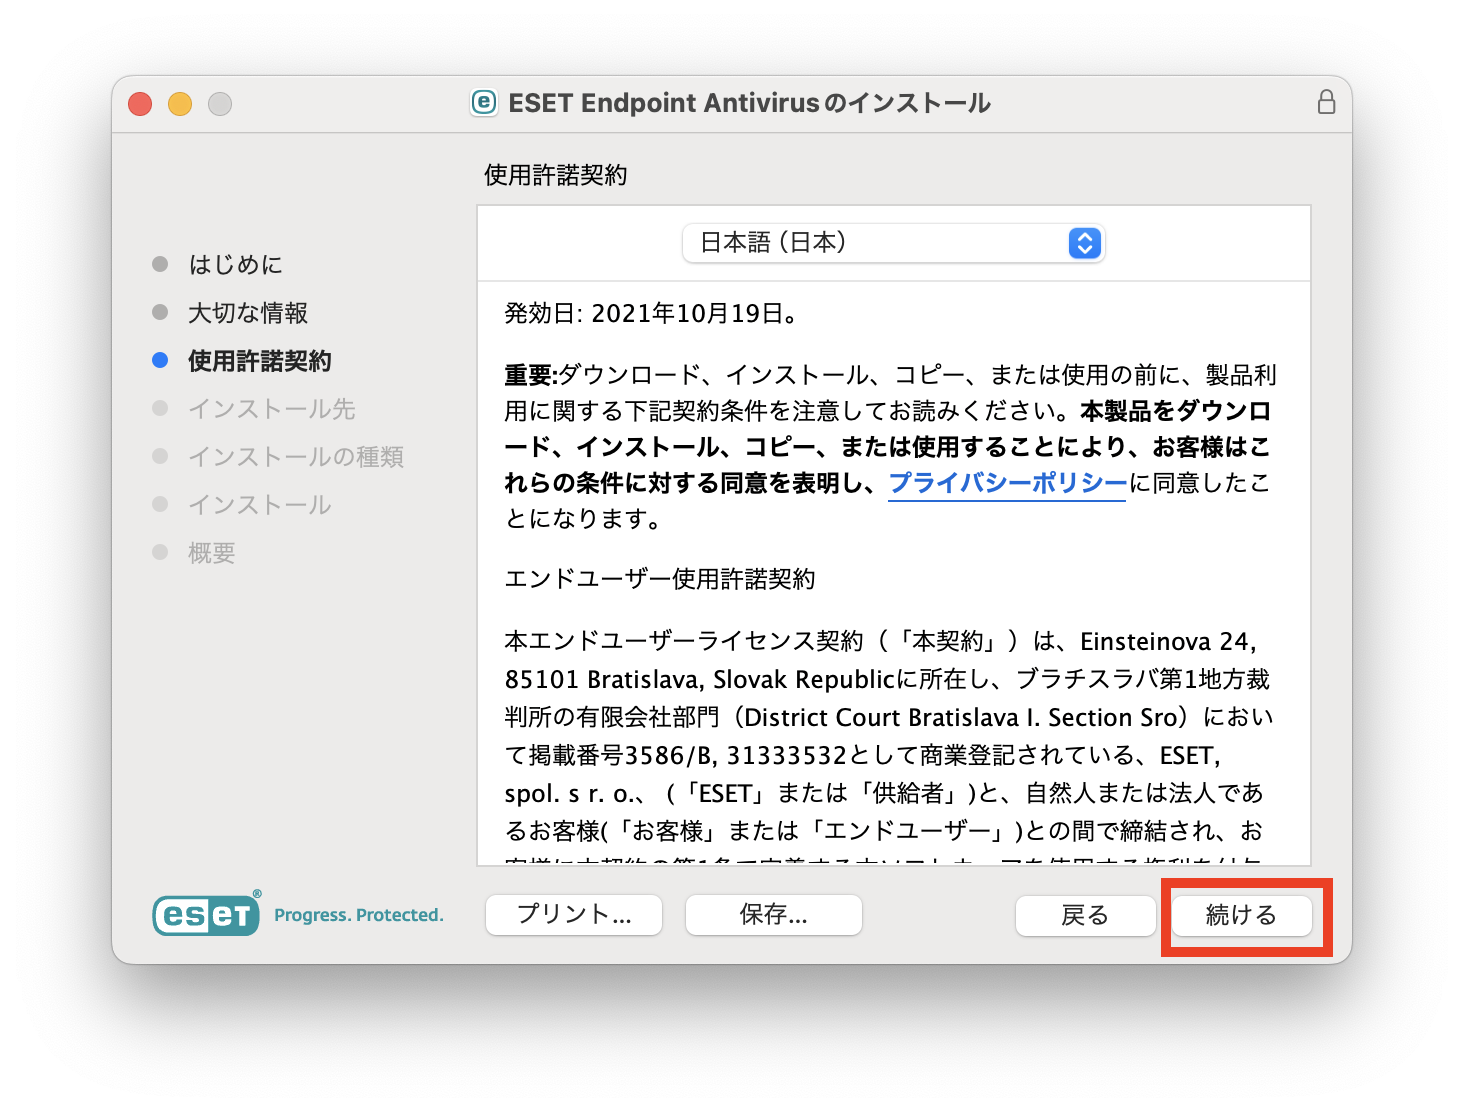 ESET Endpoint Antivirusのインストール
使用許諾契約
はじめに
大切な情報
使用許諾契約
インストール先
インストールの種類
インストール
概要
日本語 (日本)
発効日: 2021年10月19日。
重要:ダウンロード、インストール、コピー、または使用の前に、製品利
用に関する下記契約条件を注意してお読みください。本製品をダウンロ
ード、インストール、コピー、または使用することにより、お客様はこ
れらの条件に対する同意を表明し、プライバシーポリシーに同意したこ
とになります。
エンドユーザー使用許諾契約
本エンドユーザーライセンス契約（「本契約」）は、Einsteinova 24,
85101 Bratislava, Slovak Republicに所在し、ブラチスラバ第1地方裁
判所の有限会社部門（District Court Bratislava I. Section Sro）におい
て掲載番号3586/B, 31333532として商業登記されている、ESET,
spol. s r. o.、 (「ESET」または「供給者」)と、自然人または法人であ
るお客様(「お客様」または「エンドユーザー」)との間で締結され、お
eseT® Progress. Protected.
プリント...
保存...
戻る
続ける